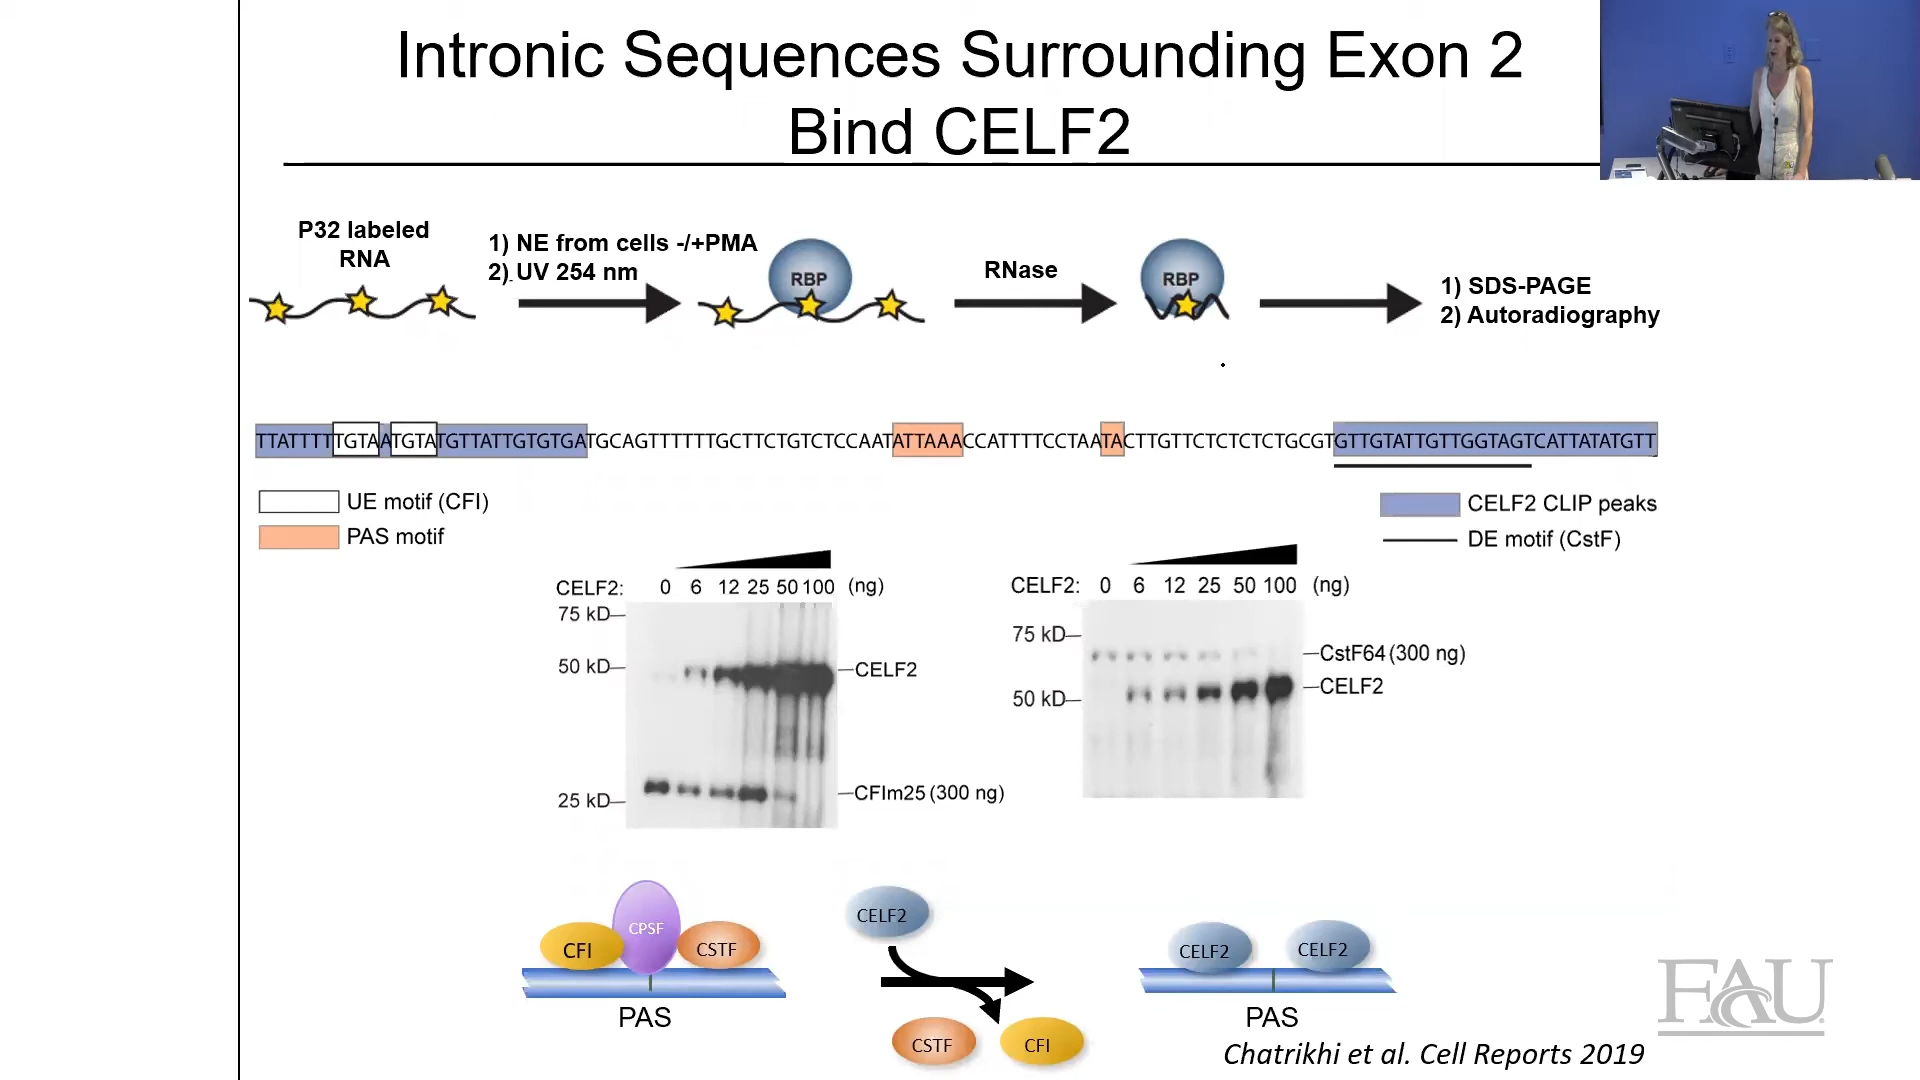 Intronic Sequences Surrounding Exon 2
Bind CELF2
P32 labeled
RNA
1) NE from cells -/+PMA
2) UV 254 nm
RBP
RNase
RBP
1) SDS-PAGE
2) Autoradiography
TTATTTTTGTAATGTATGTTATTGTGTGATGCAGTTTTTTGCTTCTGTCTCCAATATTAAACCATTTTCCTAATACTTGTTCTCTCTCTGCGTGTTGTATTGTTGGTAGTCATTATATGTT
UE motif (CFI)
PAS motif
CELF2 CLIP peaks
DE motif (CstF)
CELF2: 0 6 12 25 50 100 (ng)
75 kD
50 kD
25 kD
CELF2
CFIm25 (300 ng)
CELF2: 0 6 12 25 50 100 (ng)
75 kD
50 kD
CstF64 (300 ng)
CELF2
CFI
CPSF
CSTF
PAS
CELF2
CSTF
CFI
CELF2
CELF2
PAS
FAU
Chatrikhi et al. Cell Reports 2019